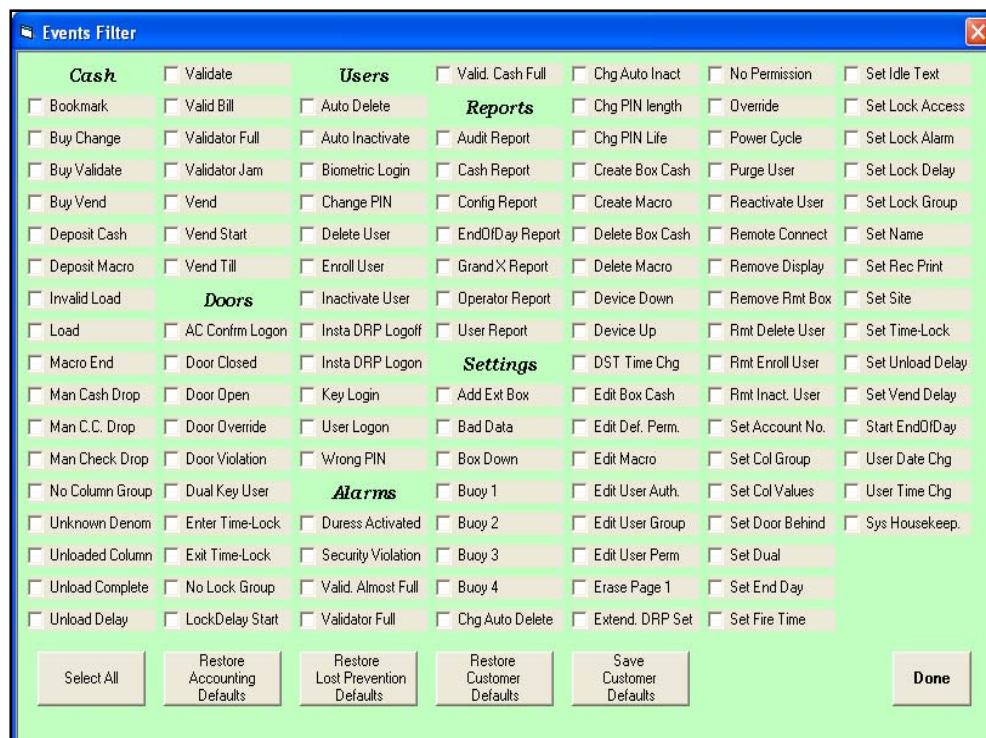 Events Filter
Cash
Bookmark
Buy Change
Buy Validate
Buy Vend
Deposit Cash
Deposit Macro
Invalid Load
Load
Macro End
Man Cash Drop
Man C.C. Drop
Man Check Drop
No Column Group
Unknown Denom
Unloaded Column
Unload Complete
Unload Delay
Validate
Valid Bill
Validator Full
Validator Jam
Vend
Vend Start
Vend Till
Doors
AC Confrm Logon
Door Closed
Door Open
Door Override
Door Violation
Dual Key User
Enter Time-Lock
Exit Time-Lock
No Lock Group
LockDelay Start
Users
Auto Delete
Auto Inactivate
Biometric Login
Change PIN
Delete User
Enroll User
Inactivate User
Insta DRP Logoff
Insta DRP Logon
Key Login
User Logon
Wrong PIN
Alarms
Duress Activated
Security Violation
Valid. Almost Full
Validator Full
Valid. Cash Full
Reports
Audit Report
Cash Report
Config Report
EndOfDay Report
Grand X Report
Operator Report
User Report
Settings
Add Ext Box
Bad Data
Box Down
Buoy 1
Buoy 2
Buoy 3
Buoy 4
Chg Auto Delete
Chg Auto Inact
Chg PIN length
Chg PIN Life
Create Box Cash
Create Macro
Delete Box Cash
Delete Macro
Device Down
Device Up
DST Time Chg
Edit Box Cash
Edit Def. Perm.
Edit Macro
Edit User Auth.
Edit User Group
Edit User Perm
Erase Page 1
Extend. DRP Set
No Permission
Override
Power Cycle
Purge User
Reactivate User
Remote Connect
Remove Display
Remove Rmt Box
Rmt Delete User
Rmt Enroll User
Rmt Inact. User
Set Account No.
Set Col Group
Set Col Values
Set Door Behind
Set Dual
Set End Day
Set Fire Time
Set Idle Text
Set Lock Access
Set Lock Alarm
Set Lock Delay
Set Lock Group
Set Name
Set Rec Print
Set Site
Set Time-Lock
Set Unload Delay
Set Vend Delay
Start EndOfDay
User Date Chg
User Time Chg
Sys Housekeep.
Select All
Restore
Accounting
Defaults
Restore
Lost Prevention
Defaults
Restore
Customer
Defaults
Save
Customer
Defaults
Done